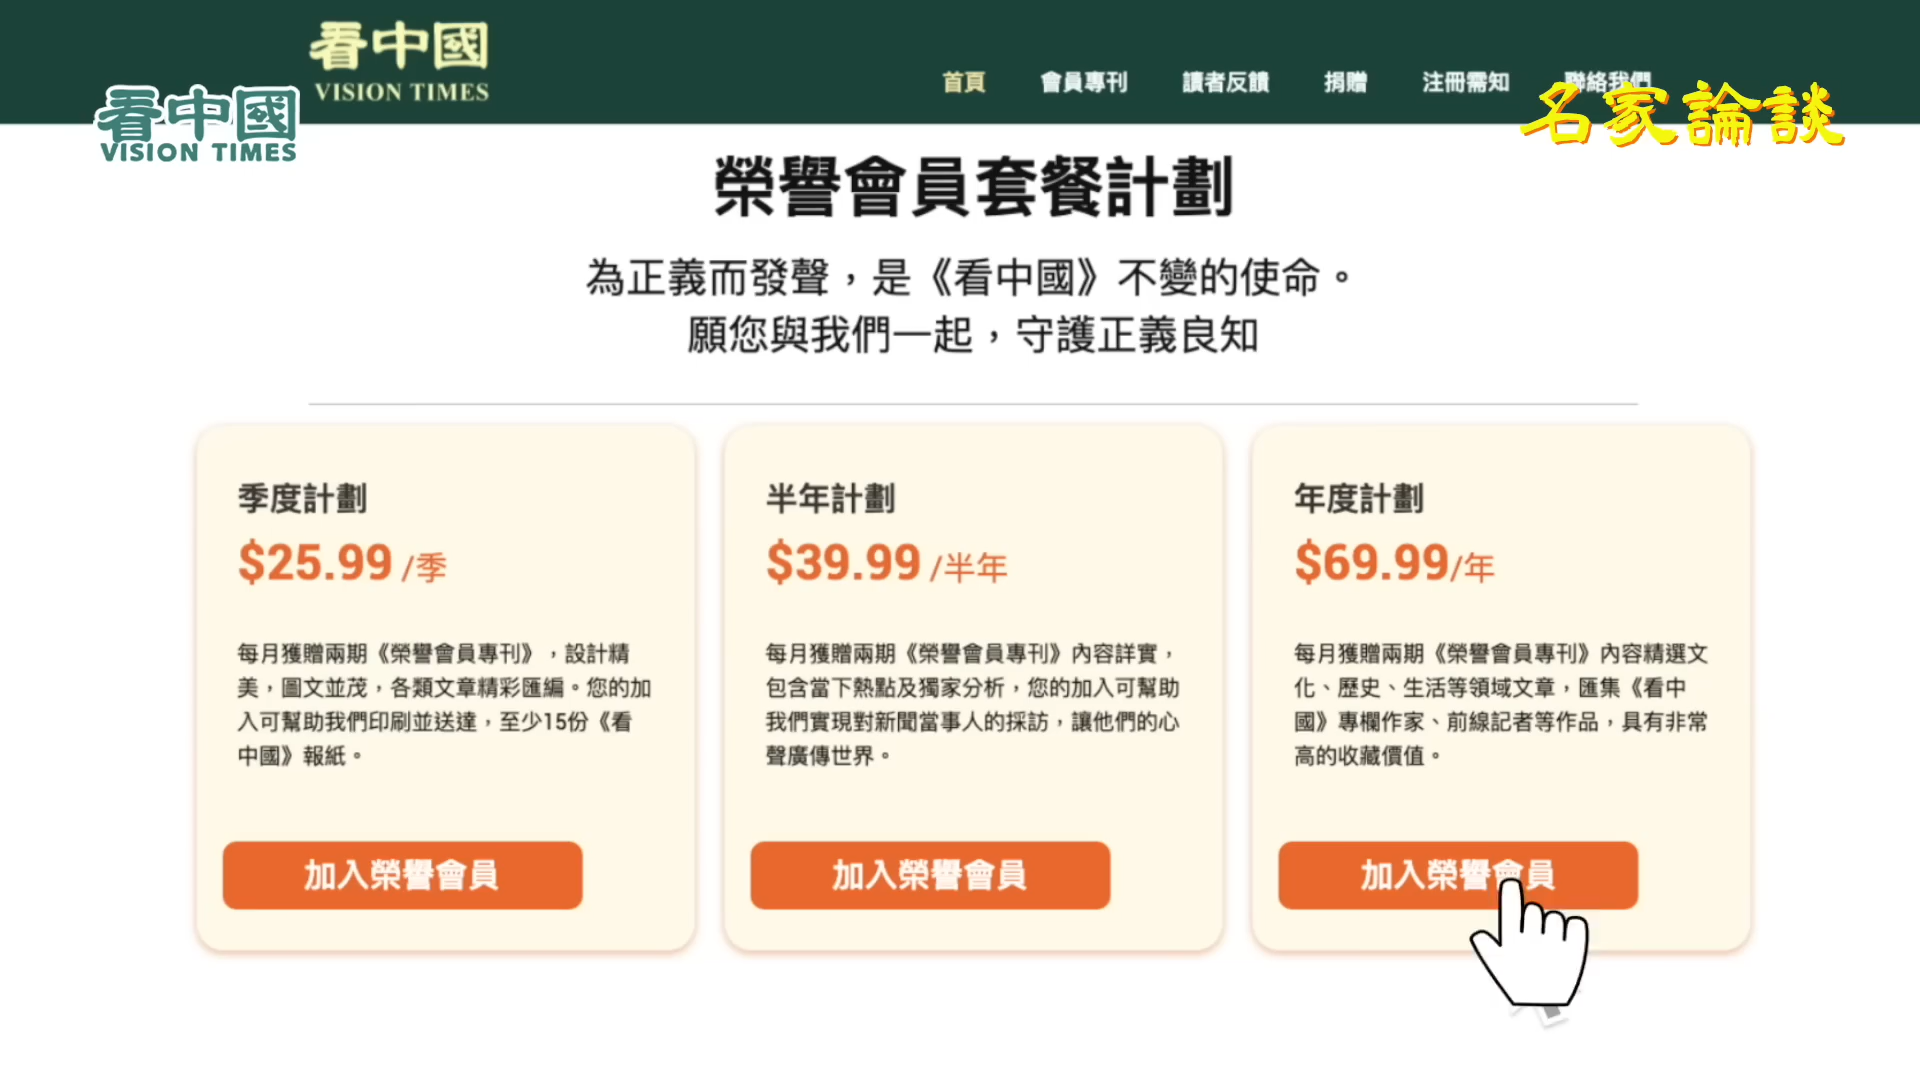 看中國
VISION TIMES
首頁
會員專刊
讀者反饋
捐贈
注冊需知
聯絡我們
看中國
VISION TIMES
名家論談
榮譽會員套餐計劃
為正義而發聲，是《看中國》不變的使命。
願您與我們一起，守護正義良知
季度計劃
$25.99 /季
每月獲贈兩期《榮譽會員專刊》，設計精
美，圖文並茂，各類文章精彩匯編。您的加
入可幫助我們印刷並送達，至少15份《看
中國》報紙。
加入榮譽會員
半年計劃
$39.99 /半年
每月獲贈兩期《榮譽會員專刊》內容詳實，
包含當下熱點及獨家分析，您的加入可幫助
我們實現對新聞當事人的採訪，讓他們的心
聲廣傳世界。
加入榮譽會員
年度計劃
$69.99/年
每月獲贈兩期《榮譽會員專刊》內容精選文
化、歷史、生活等領域文章，匯集《看中
國》專欄作家、前線記者等作品，具有非常
高的收藏價值。
加入榮譽會員